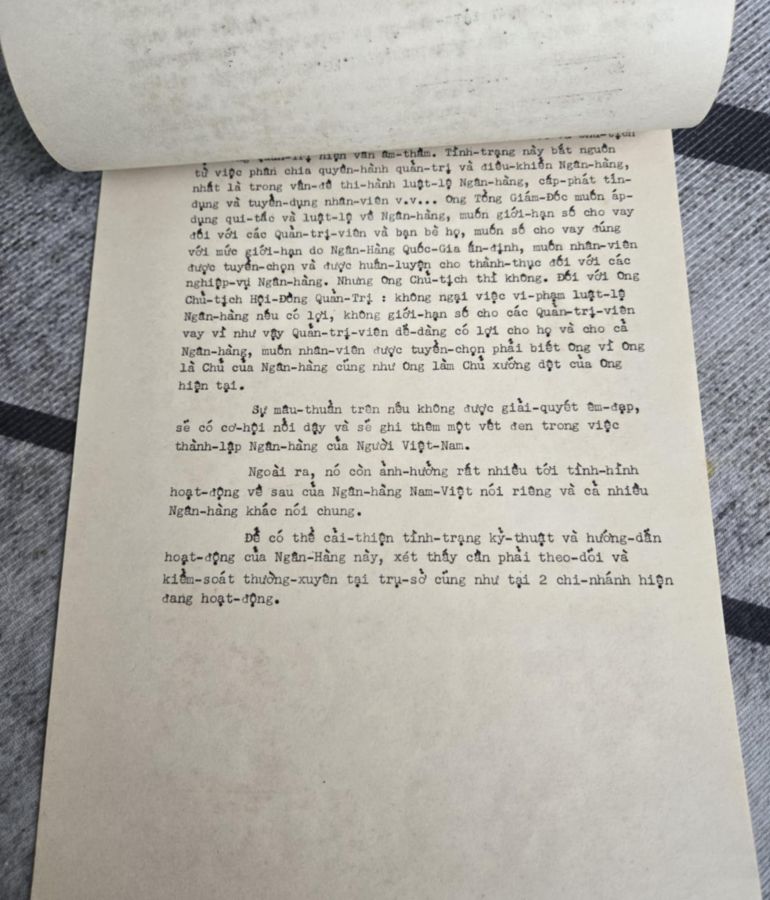 Chủ-tịch
Quản-Trị hiện vẫn âm-thầm. Tình-trạng này bắt nguồn
từ việc phân chia quyền-hành quản-trị và điều-khiển Ngân-hàng,
nhất là trong vấn-đề thi-hành luật-lệ Ngân-hàng, cấp-phát tín-
dụng và tuyển-dụng nhân-viên v.v... Ông Tổng Giám-Đốc muốn áp-
dụng qui-tắc và luật-lệ về Ngân-hàng, muốn giới-hạn số cho vay
đối với các Quản-trị-viên và bạn bè họ, muốn số cho vay đúng
với mức giới-hạn do Ngân-Hàng Quốc-Gia ấn-định, muốn nhân-viên
được tuyển-chọn và được huấn-luyện cho thành-thục đối với các
nghiệp-vụ Ngân-hàng. Nhưng Ông Chủ-tịch thì không. Đối với Ông
Chủ-tịch Hội-Đồng Quản-Trị : không ngại việc vi-phạm luật-lệ
Ngân-hàng nếu có lợi, không giới-hạn số cho các Quản-trị-viên
vay vì như vậy Quản-trị-viên dễ-dàng có lợi cho họ và cho cả
Ngân-hàng, muốn nhân-viên được tuyển-chọn phải biết Ông vì Ông
là Chủ của Ngân-hàng cũng như Ông làm Chủ xưởng dệt của Ông
hiện tại.
Sự mâu-thuẫn trên nếu không được giải-quyết êm-đẹp,
sẽ có cơ-hội nổi dậy và sẽ ghi thêm một vết đen trong việc
thành-lập Ngân-hàng của Người Việt-Nam.
Ngoài ra, nó còn ảnh-hưởng rất nhiều tới tình-hình
hoạt-động về sau của Ngân-hàng Nam-Việt nói riêng và cả nhiều
Ngân-hàng khác nói chung.
Để có thể cải-thiện tình-trạng kỹ-thuật và hướng-dẫn
hoạt-động của Ngân-Hàng này, xét thấy cần phải theo-dõi và
kiểm-soát thường-xuyên tại trụ-sở cũng như tại 2 chi-nhánh hiện
đang hoạt-động.